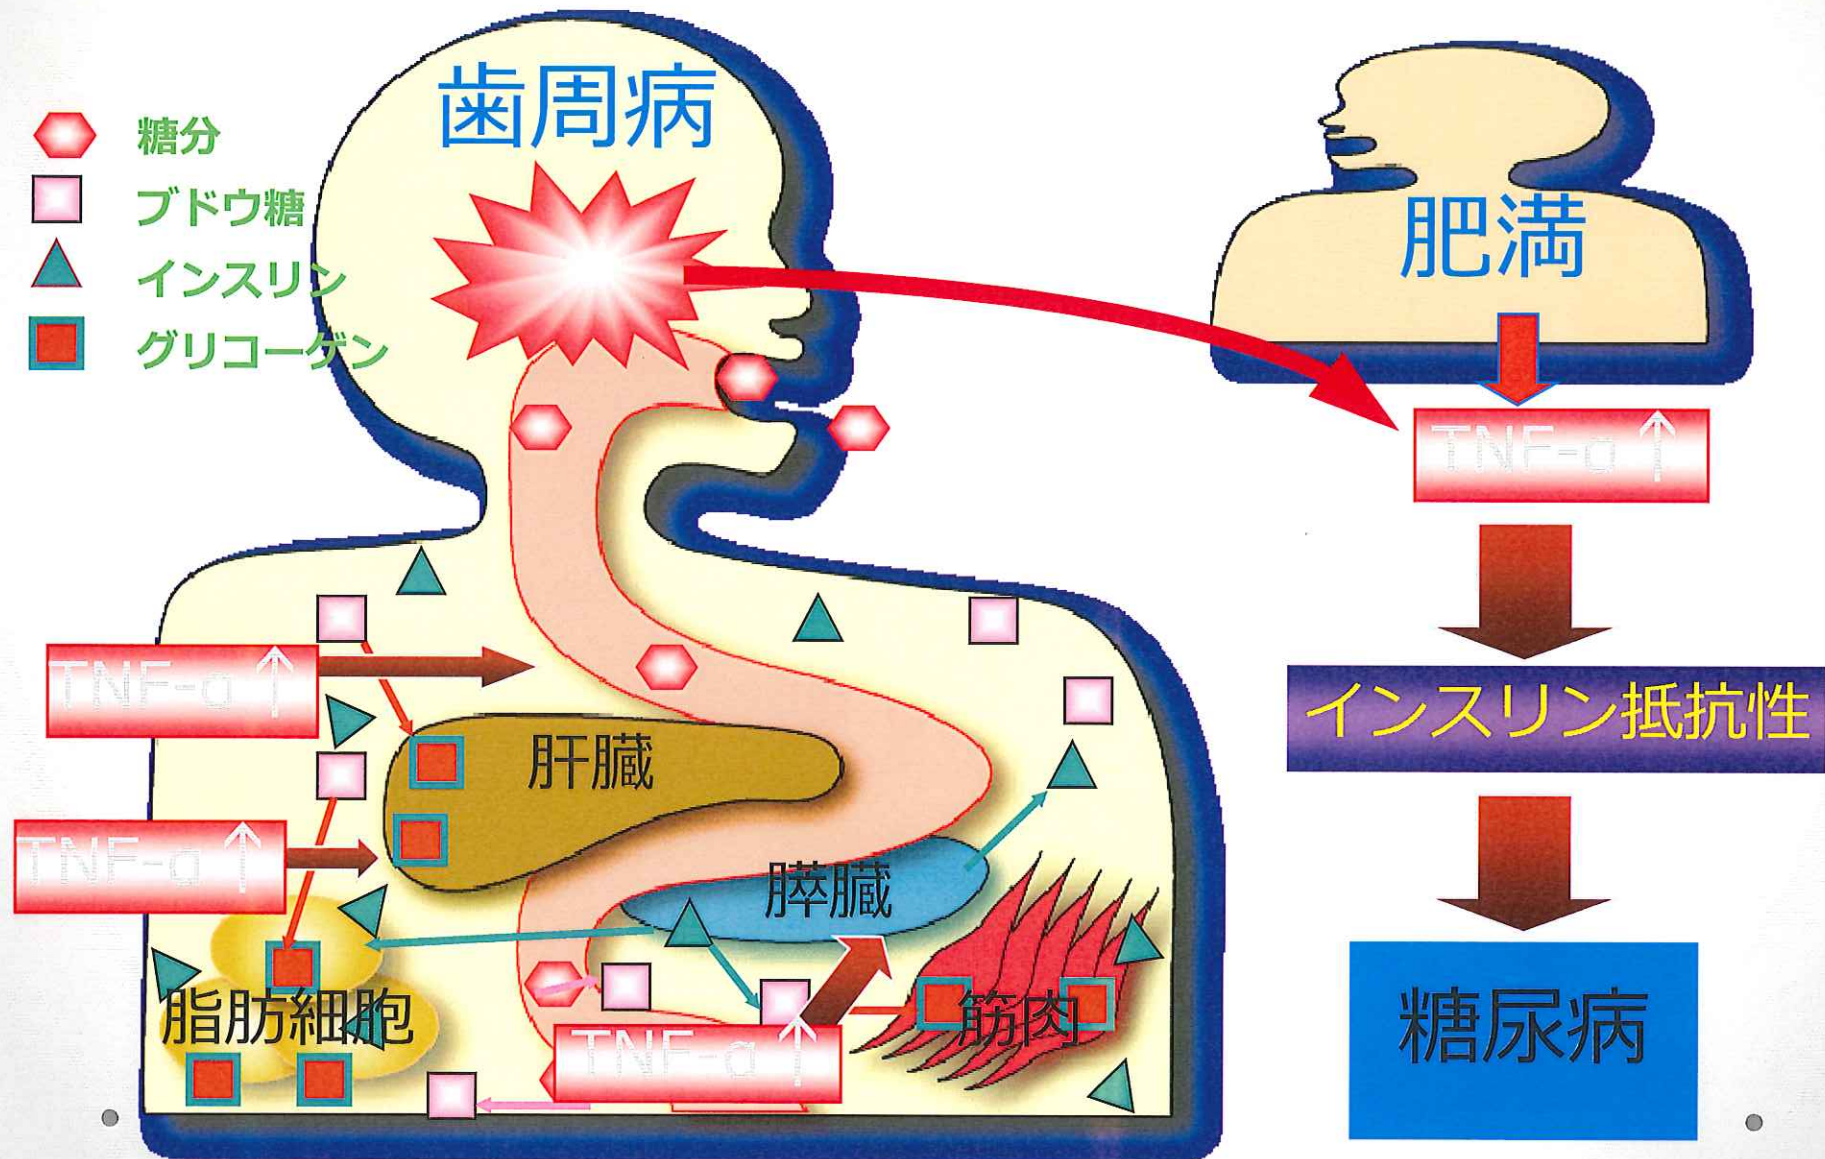 歯周病
糖分
ブドウ糖
インスリン
グリコーゲン
肥満
TNF-α↑
TNF-α↑
インスリン抵抗性
肝臓
TNF-α↑
膵臓
脂肪細胞
筋肉
TNF-α↑
糖尿病